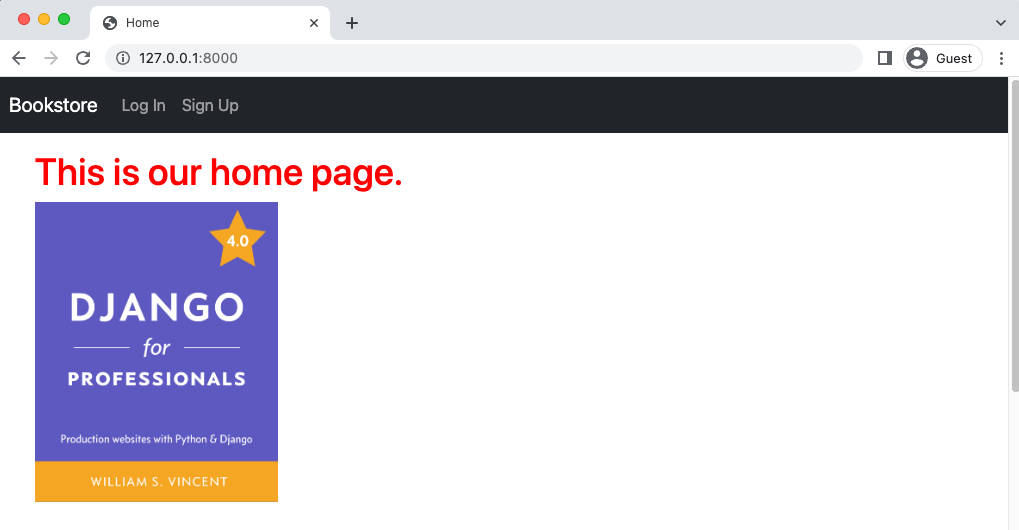 Home
127.0.0.1:8000
Guest
Bookstore Log In Sign Up
This is our home page.
4.0
DJANGO
for
PROFESSIONALS
Production websites with Python & Django
WILLIAM S. VINCENT